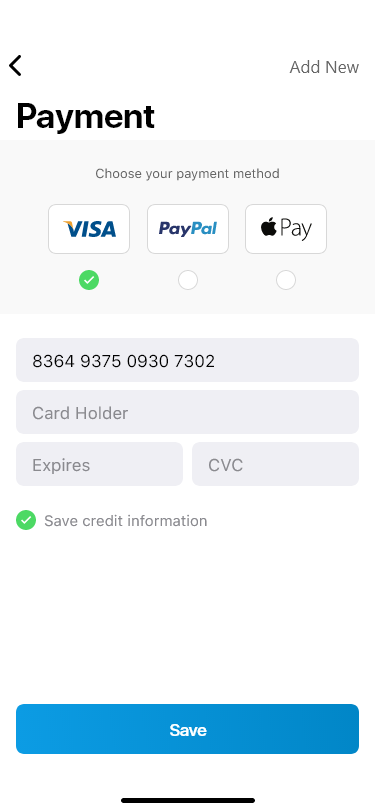 Add New
Payment
Choose your payment method
VISA PayPal Pay
8364 9375 0930 7302
Card Holder
Expires CVC
Save credit information
Save